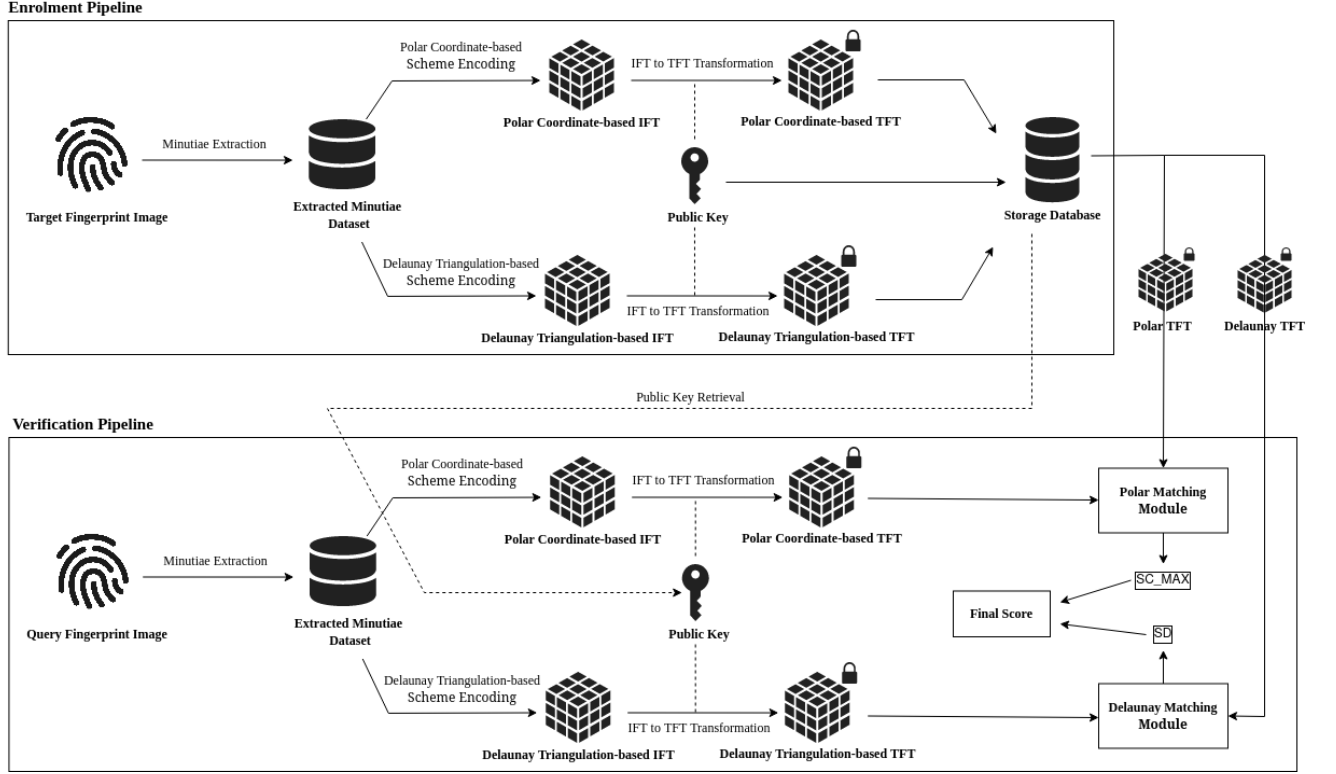 Enrolment Pipeline
Polar Coordinate-based
Scheme Encoding
IFT to TFT Transformation
Polar Coordinate-based IFT
Polar Coordinate-based TFT
Minutiae Extraction
Target Fingerprint Image
Extracted Minutiae
Dataset
Public Key
Storage Database
Delaunay Triangulation-based
Scheme Encoding
IFT to TFT Transformation
Delaunay Triangulation-based IFT
Delaunay Triangulation-based TFT
Polar TFT
Delaunay TFT
Public Key Retrieval
Verification Pipeline
Polar Coordinate-based
Scheme Encoding
IFT to TFT Transformation
Polar Coordinate-based IFT
Polar Coordinate-based TFT
Polar Matching
Module
Minutiae Extraction
Query Fingerprint Image
Extracted Minutiae
Dataset
Public Key
SC_MAX
Final Score
SD
Delaunay Triangulation-based
Scheme Encoding
IFT to TFT Transformation
Delaunay Triangulation-based IFT
Delaunay Triangulation-based TFT
Delaunay Matching
Module